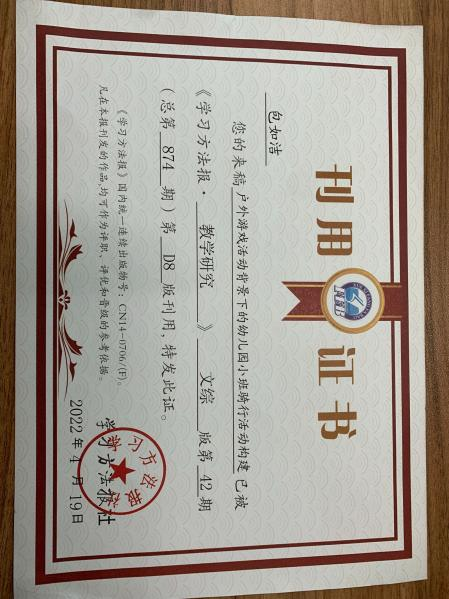 刊用证书
包如洁
您的来稿 户外游戏活动背景下的幼儿园小班骑行活动构建 已被
《学习方法报·教学研究》文综 版第 42 期
(总第 874 期)第 D8 版刊用,特发此证。
《学习方法报》国内统一连续出版物号:CN14-0706/(F)。
凡在本报刊发的作品,均可作为评职、评优和晋级的参考依据。
学习方法报社
2022年4月19日